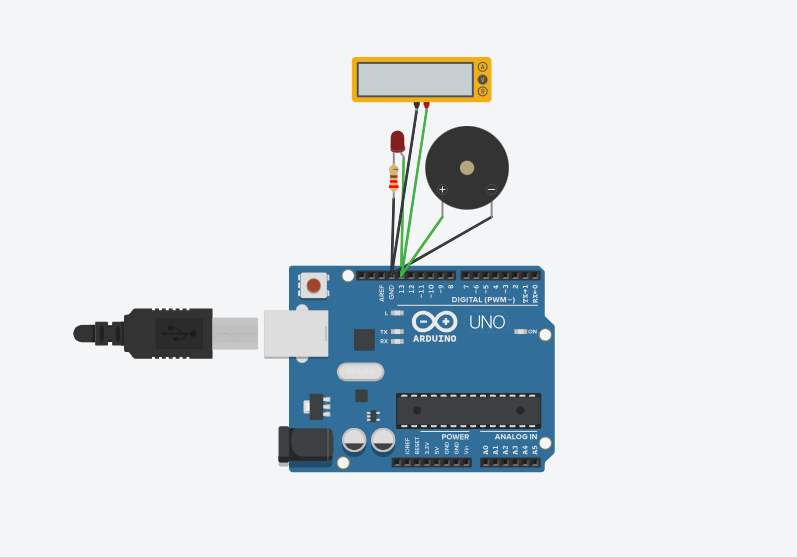 A
V
R
+
−
AREF
GND
13
12
~11
~10
~9
8
7
~6
~5
4
~3
2
TX→1
RX←0
DIGITAL (PWM~)
L
TX
RX
ARDUINO
UNO
ON
POWER
ANALOG IN
IOREF
RESET
3.3V
5V
GND
GND
Vin
A0
A1
A2
A3
A4
A5